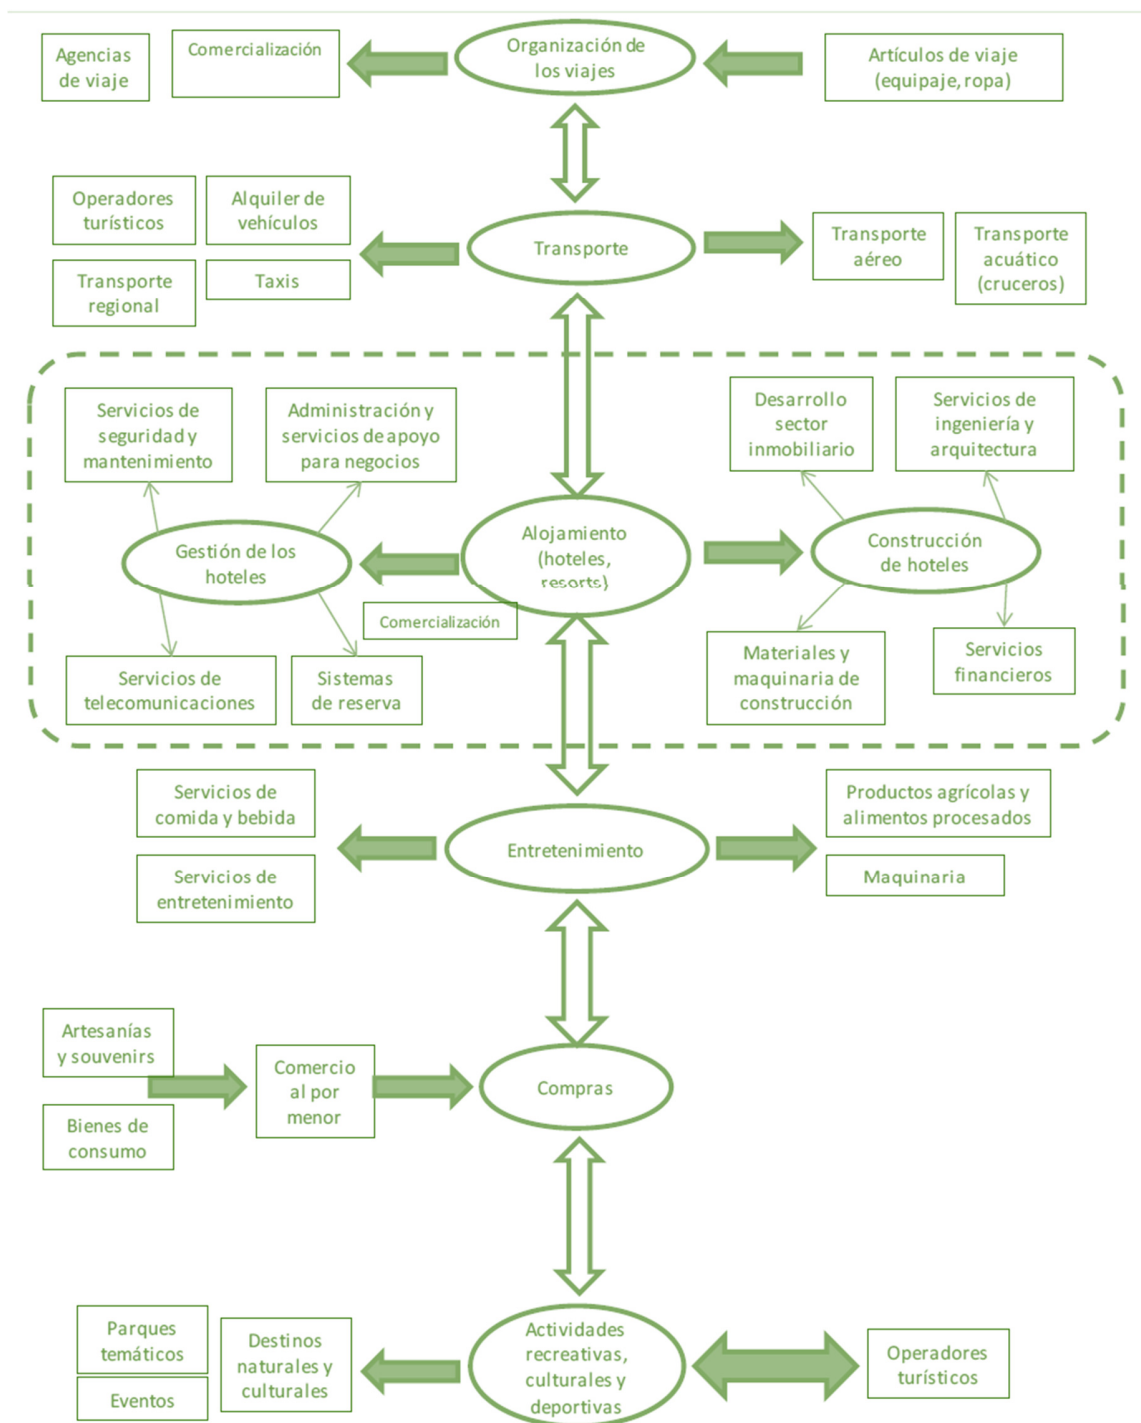 Agencias
de viaje
Comercialización
Organización de
los viajes
Artículos de viaje
(equipaje, ropa)
Operadores
turísticos
Alquiler de
vehículos
Transporte
regional
Taxis
Transporte
Transporte
aéreo
Transporte
acuático
(cruceros)
Servicios de
seguridad y
mantenimiento
Administración y
servicios de apoyo
para negocios
Desarrollo
sector
inmobiliario
Servicios de
ingeniería y
arquitectura
Gestión de los
hoteles
Alojamiento
(hoteles,
resorts)
Construcción
de hoteles
Comercialización
Servicios de
telecomunicaciones
Sistemas
de reserva
Materiales y
maquinaria de
construcción
Servicios
financieros
Servicios de
comida y bebida
Servicios de
entretenimiento
Entretenimiento
Productos agrícolas y
alimentos procesados
Maquinaria
Artesanías
y souvenirs
Bienes de
consumo
Comercio
al por
menor
Compras
Parques
temáticos
Eventos
Destinos
naturales y
culturales
Actividades
recreativas,
culturales y
deportivas
Operadores
turísticos